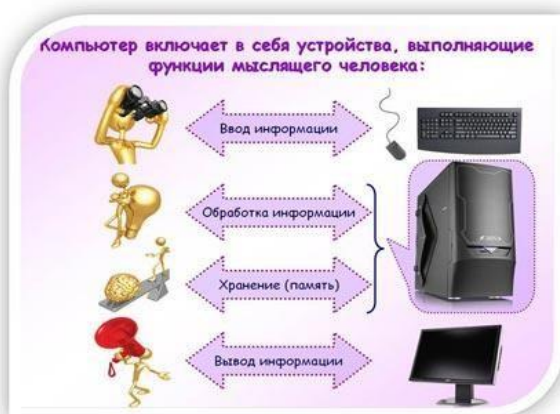 Компьютер включает в себя устройства, выполняющие
функции мыслящего человека:
Ввод информации
Обработка информации
Хранение (память)
Вывод информации